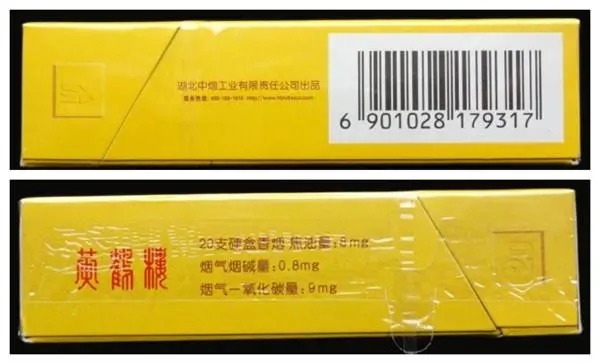 湖北中烟工业有限责任公司出品
6 901028 179317
黄鹤楼
20支硬盒香烟 焦油量:8mg
烟气烟碱量:0.8mg
烟气一氧化碳量:9mg